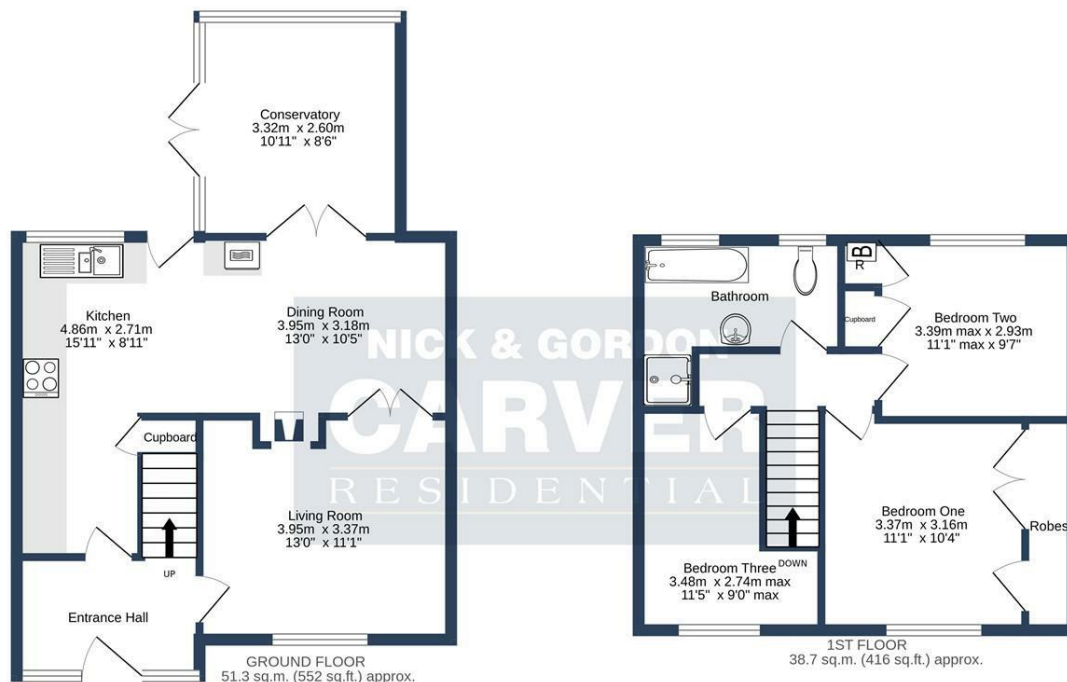 Conservatory
3.32m x 2.60m
10'11" x 8'6"
Kitchen
4.86m x 2.71m
15'11" x 8'11"
Dining Room
3.95m x 3.18m
13'0" x 10'5"
Cupboard
Living Room
3.95m x 3.37m
13'0" x 11'1"
UP
Entrance Hall
GROUND FLOOR
51.3 sq.m. (552 sq.ft.) approx.
NICK & GORDON
CARVER
RESIDENTIAL
B
R
Bathroom
Cupboard
Bedroom Two
3.39m max x 2.93m
11'1" max x 9'7"
Bedroom One
3.37m x 3.16m
11'1" x 10'4"
Robes
Bedroom Three
3.48m x 2.74m max
11'5" x 9'0" max
DOWN
1ST FLOOR
38.7 sq.m. (416 sq.ft.) approx.